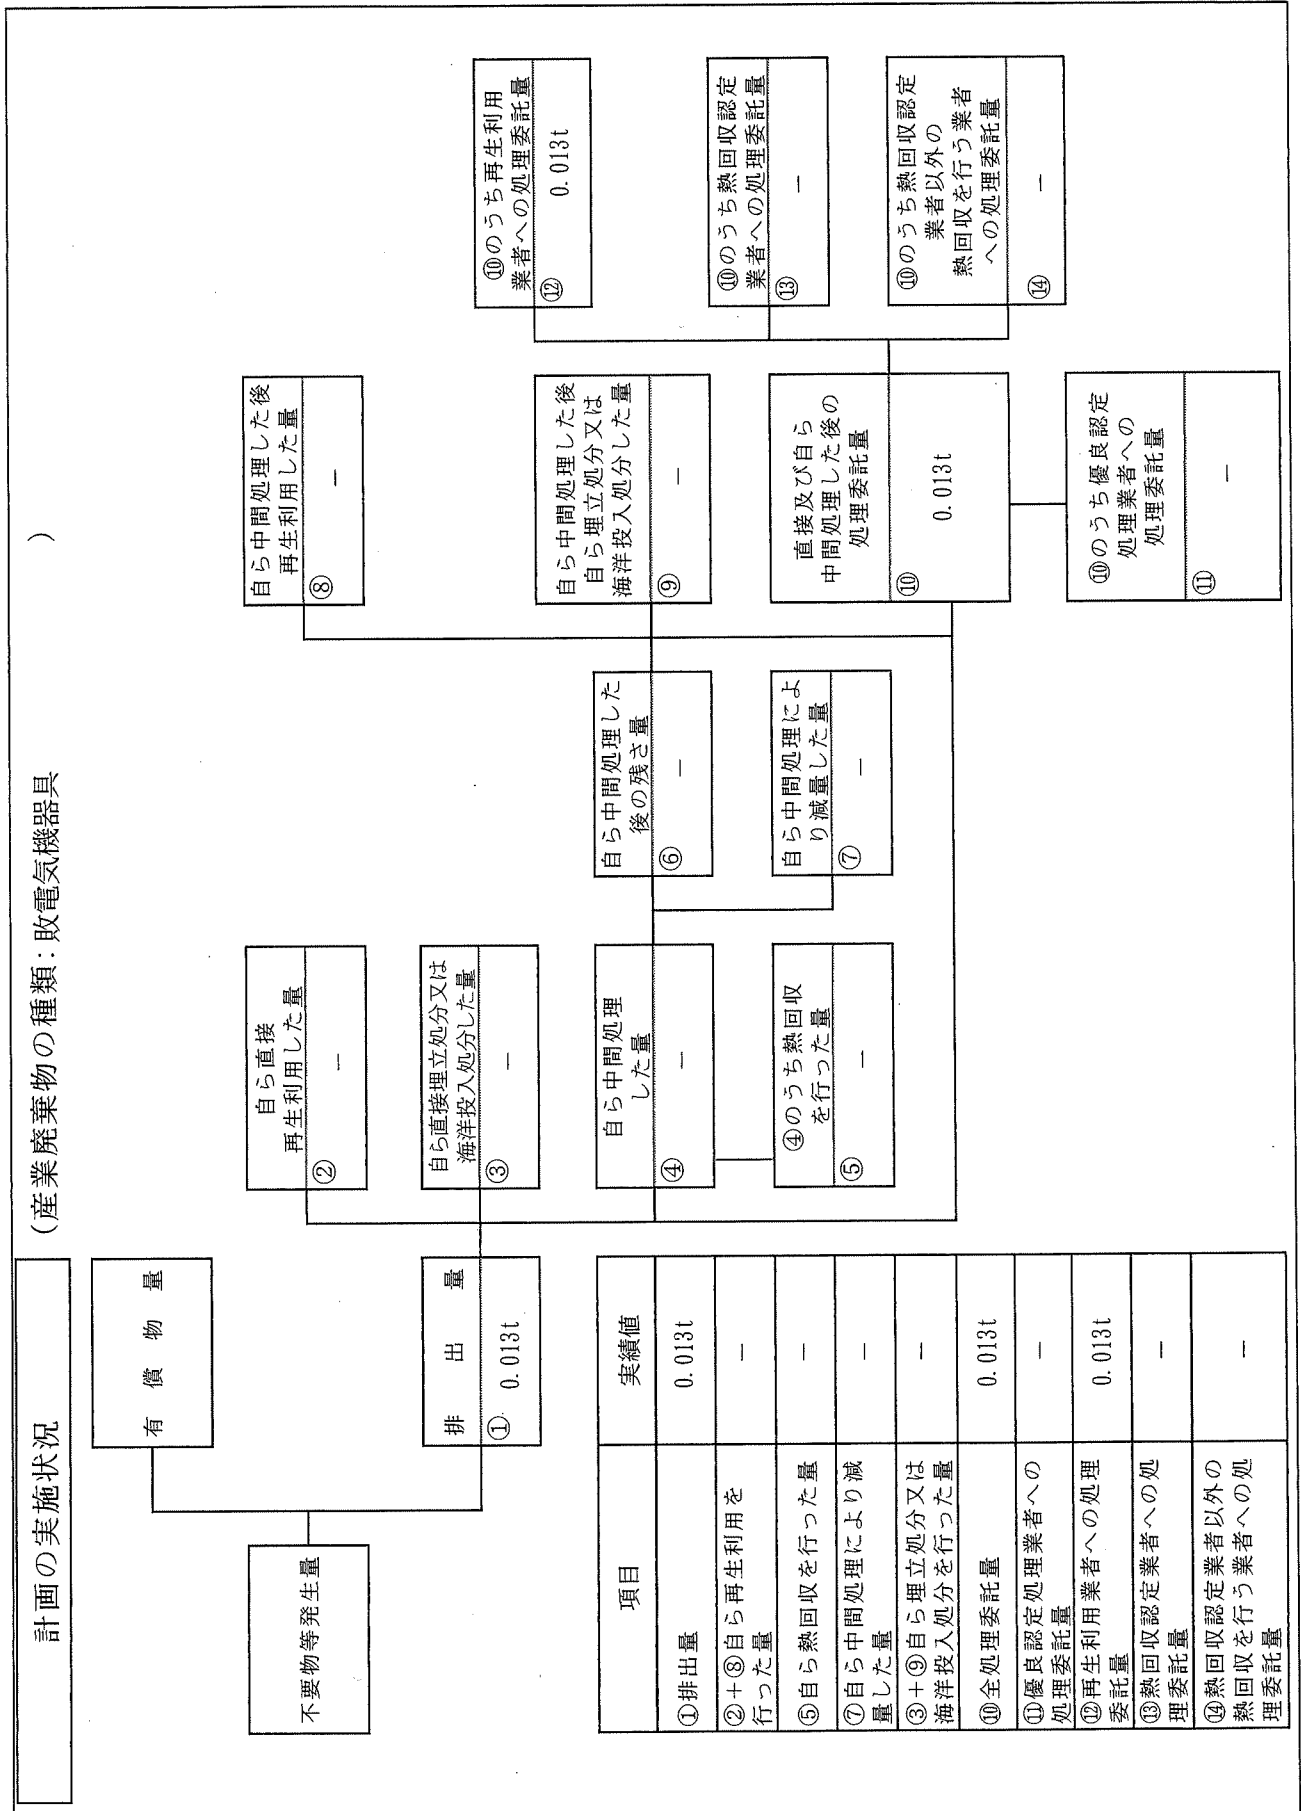 計画の実施状況
(産業廃棄物の種類：敗電気機器具 )
不要物等発生量
有償物量
排出量
① 0.013t
自ら直接
再生利用した量
② －
自ら直接埋立処分又は
海洋投入処分した量
③ －
自ら中間処理
した量
④ －
④のうち熱回収
を行った量
⑤ －
自ら中間処理した
後の残さ量
⑥ －
自ら中間処理によ
り減量した量
⑦ －
自ら中間処理した後
再生利用した量
⑧ －
自ら中間処理した後
自ら埋立処分又は
海洋投入処分した量
⑨ －
直接及び自ら
中間処理した後の
処理委託量
⑩ 0.013t
⑩のうち優良認定
処理業者への
処理委託量
⑪ －
⑩のうち再生利用
業者への処理委託量
⑫ 0.013t
⑩のうち熱回収認定
業者への処理委託量
⑬ －
⑩のうち熱回収認定
業者以外の
熱回収を行う業者
への処理委託量
⑭ －
項目 実績値
①排出量 0.013t
②＋⑧自ら再生利用を
行った量 －
⑤自ら熱回収を行った量 －
⑦自ら中間処理により減
量した量 －
③＋⑨自ら埋立処分又は
海洋投入処分を行った量 －
⑩全処理委託量 0.013t
⑪優良認定処理業者への
処理委託量 －
⑫再生利用業者への処理
委託量 0.013t
⑬熱回収認定業者への処
理委託量 －
⑭熱回収認定業者以外の
熱回収を行う業者への処
理委託量 －